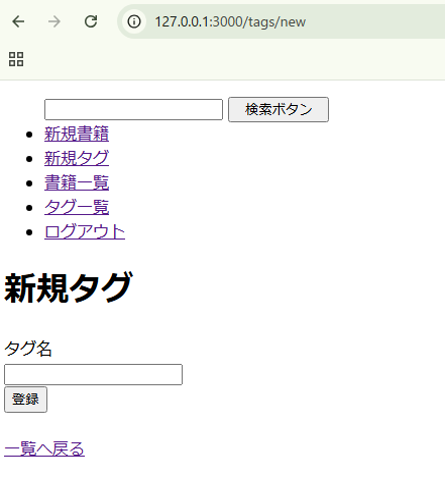 127.0.0.1:3000/tags/new
検索ボタン
新規書籍
新規タグ
書籍一覧
タグ一覧
ログアウト
新規タグ
タグ名
登録
一覧へ戻る